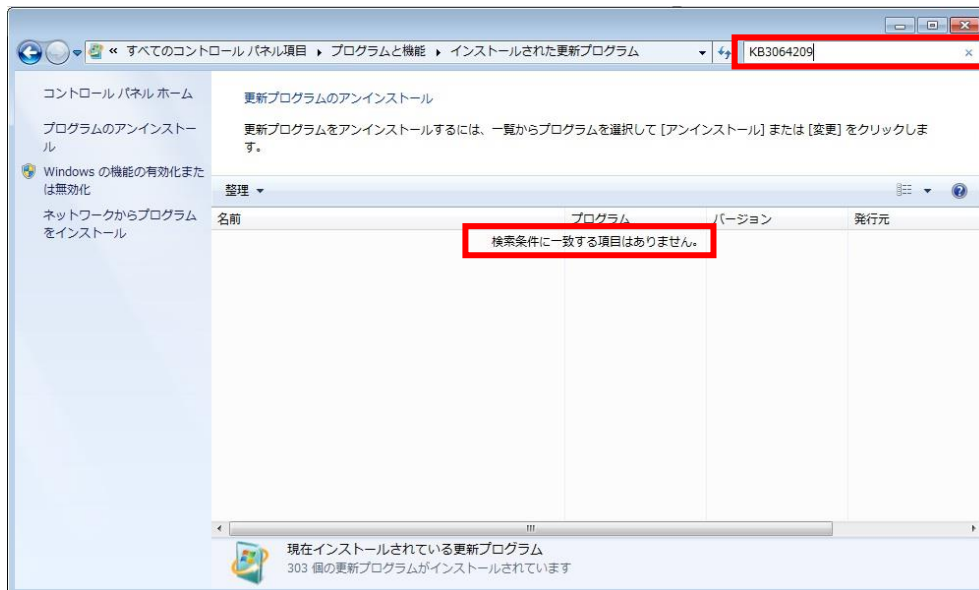 « すべてのコントロール パネル項目 ▸ プログラムと機能 ▸ インストールされた更新プログラム
KB3064209
コントロール パネル ホーム
プログラムのアンインストー
ル
Windows の機能の有効化また
は無効化
ネットワークからプログラム
をインストール
更新プログラムのアンインストール
更新プログラムをアンインストールするには、一覧からプログラムを選択して [アンインストール] または [変更] をクリックしま
す。
整理
名前 プログラム バージョン 発行元
検索条件に一致する項目はありません。
現在インストールされている更新プログラム
303 個の更新プログラムがインストールされています